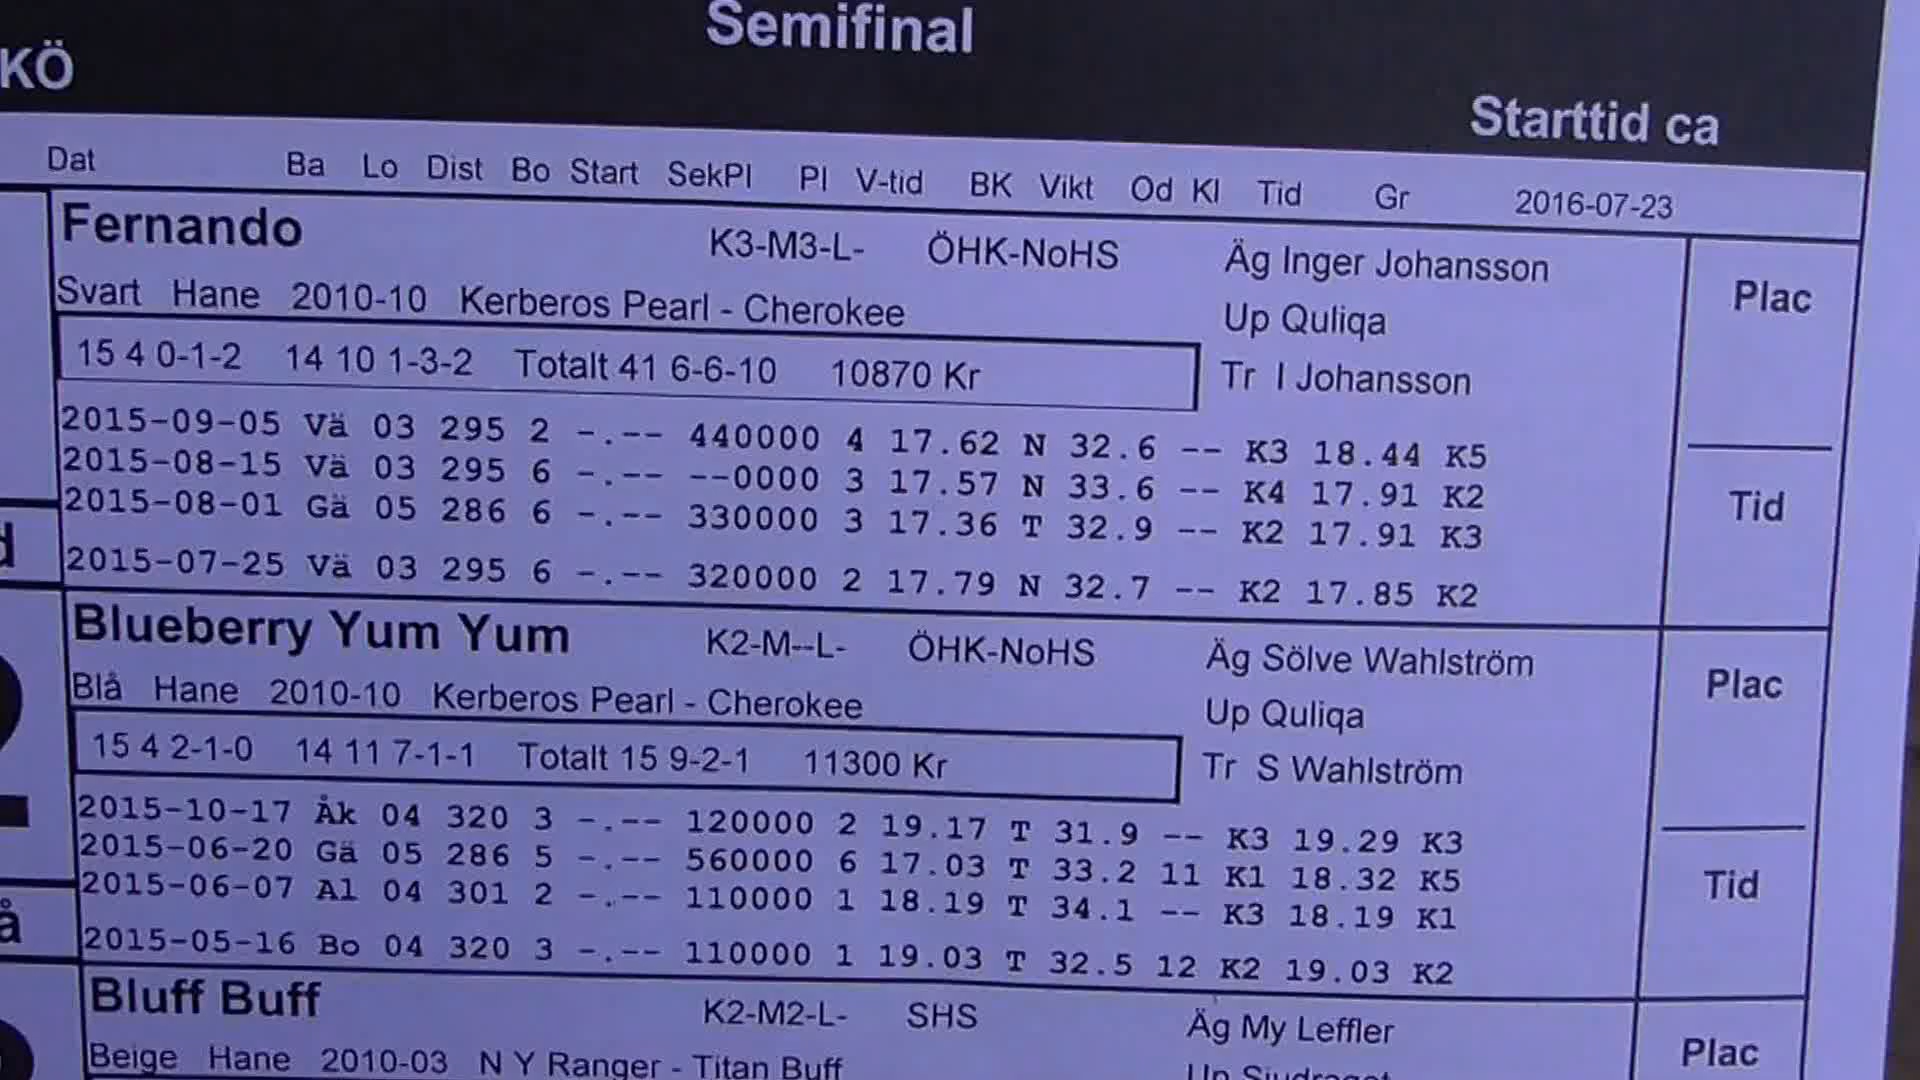 Semifinal
KÖ
Starttid ca
Dat Ba Lo Dist Bo Start SekPl Pl V-tid BK Vikt Od Kl Tid Gr 2016-07-23
Fernando K3-M3-L- ÖHK-NoHS Äg Inger Johansson Plac
Svart Hane 2010-10 Kerberos Pearl - Cherokee Up Quliqa
15 4 0-1-2 14 10 1-3-2 Totalt 41 6-6-10 10870 Kr Tr I Johansson
2015-09-05 Vä 03 295 2 -.-- 440000 4 17.62 N 32.6 -- K3 18.44 K5
2015-08-15 Vä 03 295 6 -.-- --0000 3 17.57 N 33.6 -- K4 17.91 K2
2015-08-01 Gä 05 286 6 -.-- 330000 3 17.36 T 32.9 -- K2 17.91 K3
Tid
2015-07-25 Vä 03 295 6 -.-- 320000 2 17.79 N 32.7 -- K2 17.85 K2
Blueberry Yum Yum K2-M--L- ÖHK-NoHS Äg Sölve Wahlström Plac
Blå Hane 2010-10 Kerberos Pearl - Cherokee Up Quliqa
15 4 2-1-0 14 11 7-1-1 Totalt 15 9-2-1 11300 Kr Tr S Wahlström
2015-10-17 Åk 04 320 3 -.-- 120000 2 19.17 T 31.9 -- K3 19.29 K3
2015-06-20 Gä 05 286 5 -.-- 560000 6 17.03 T 33.2 11 K1 18.32 K5
2015-06-07 Al 04 301 2 -.-- 110000 1 18.19 T 34.1 -- K3 18.19 K1
Tid
2015-05-16 Bo 04 320 3 -.-- 110000 1 19.03 T 32.5 12 K2 19.03 K2
Bluff Buff K2-M2-L- SHS Äg My Leffler Plac
Beige Hane 2010-03 N Y Ranger - Titan Buff